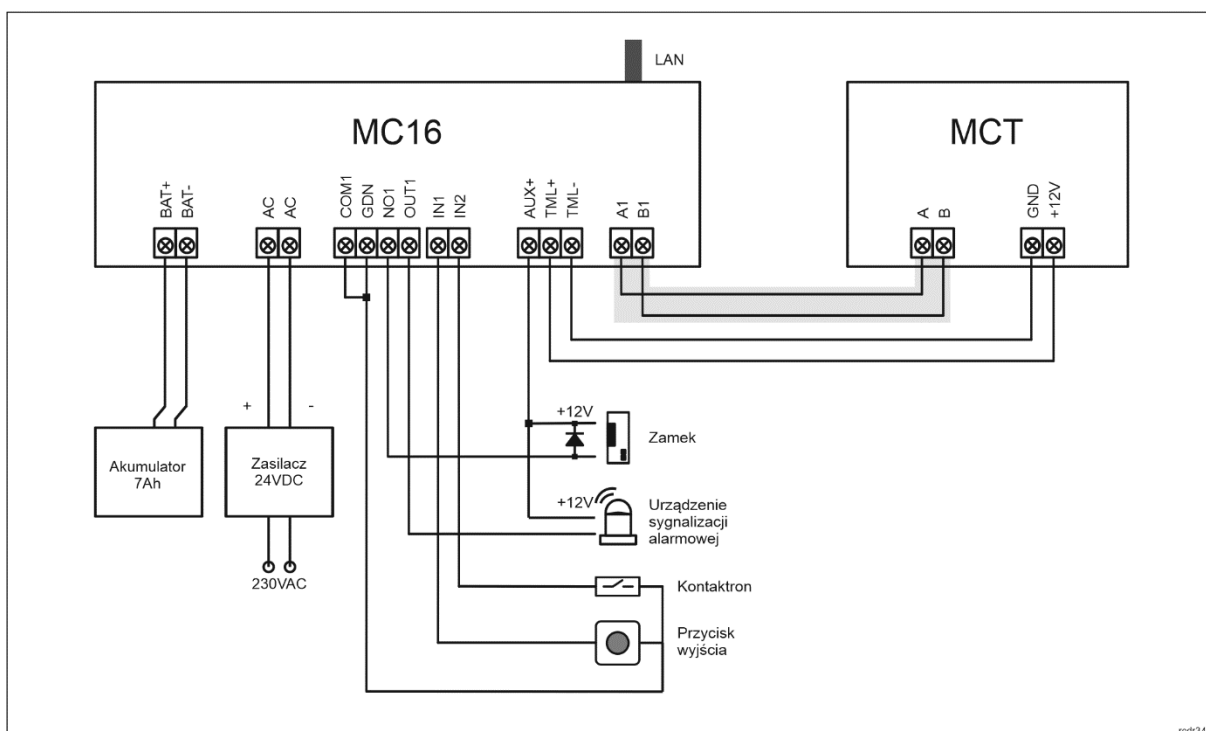 LAN
MC16
MCT
BAT+
BAT-
AC
AC
COM1
GDN
NO1
OUT1
IN1
IN2
AUX+
TML+
TML-
A1
B1
A
B
GND
+12V
+
-
Akumulator
7Ah
Zasilacz
24VDC
230VAC
+12V
Zamek
+12V
Urządzenie
sygnalizacji
alarmowej
Kontaktron
Przycisk
wyjścia